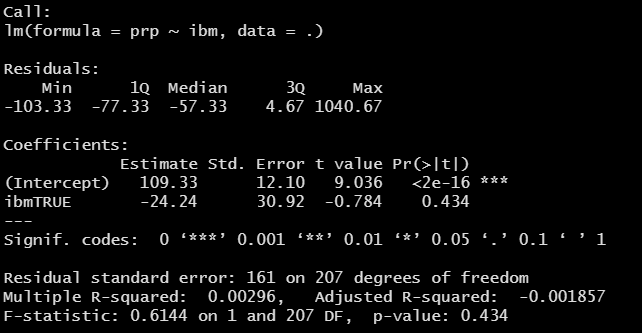 Call:
lm(formula = prp ~ ibm, data = .)
Residuals:
Min 1Q Median 3Q Max
-103.33 -77.33 -57.33 4.67 1040.67
Coefficients:
Estimate Std. Error t value Pr(>|t|)
(Intercept) 109.33 12.10 9.036 <2e-16 ***
ibmTRUE -24.24 30.92 -0.784 0.434
---
Signif. codes: 0 ‘***’ 0.001 ‘**’ 0.01 ‘*’ 0.05 ‘.’ 0.1 ‘ ’ 1
Residual standard error: 161 on 207 degrees of freedom
Multiple R-squared: 0.00296, Adjusted R-squared: -0.001857
F-statistic: 0.6144 on 1 and 207 DF, p-value: 0.434